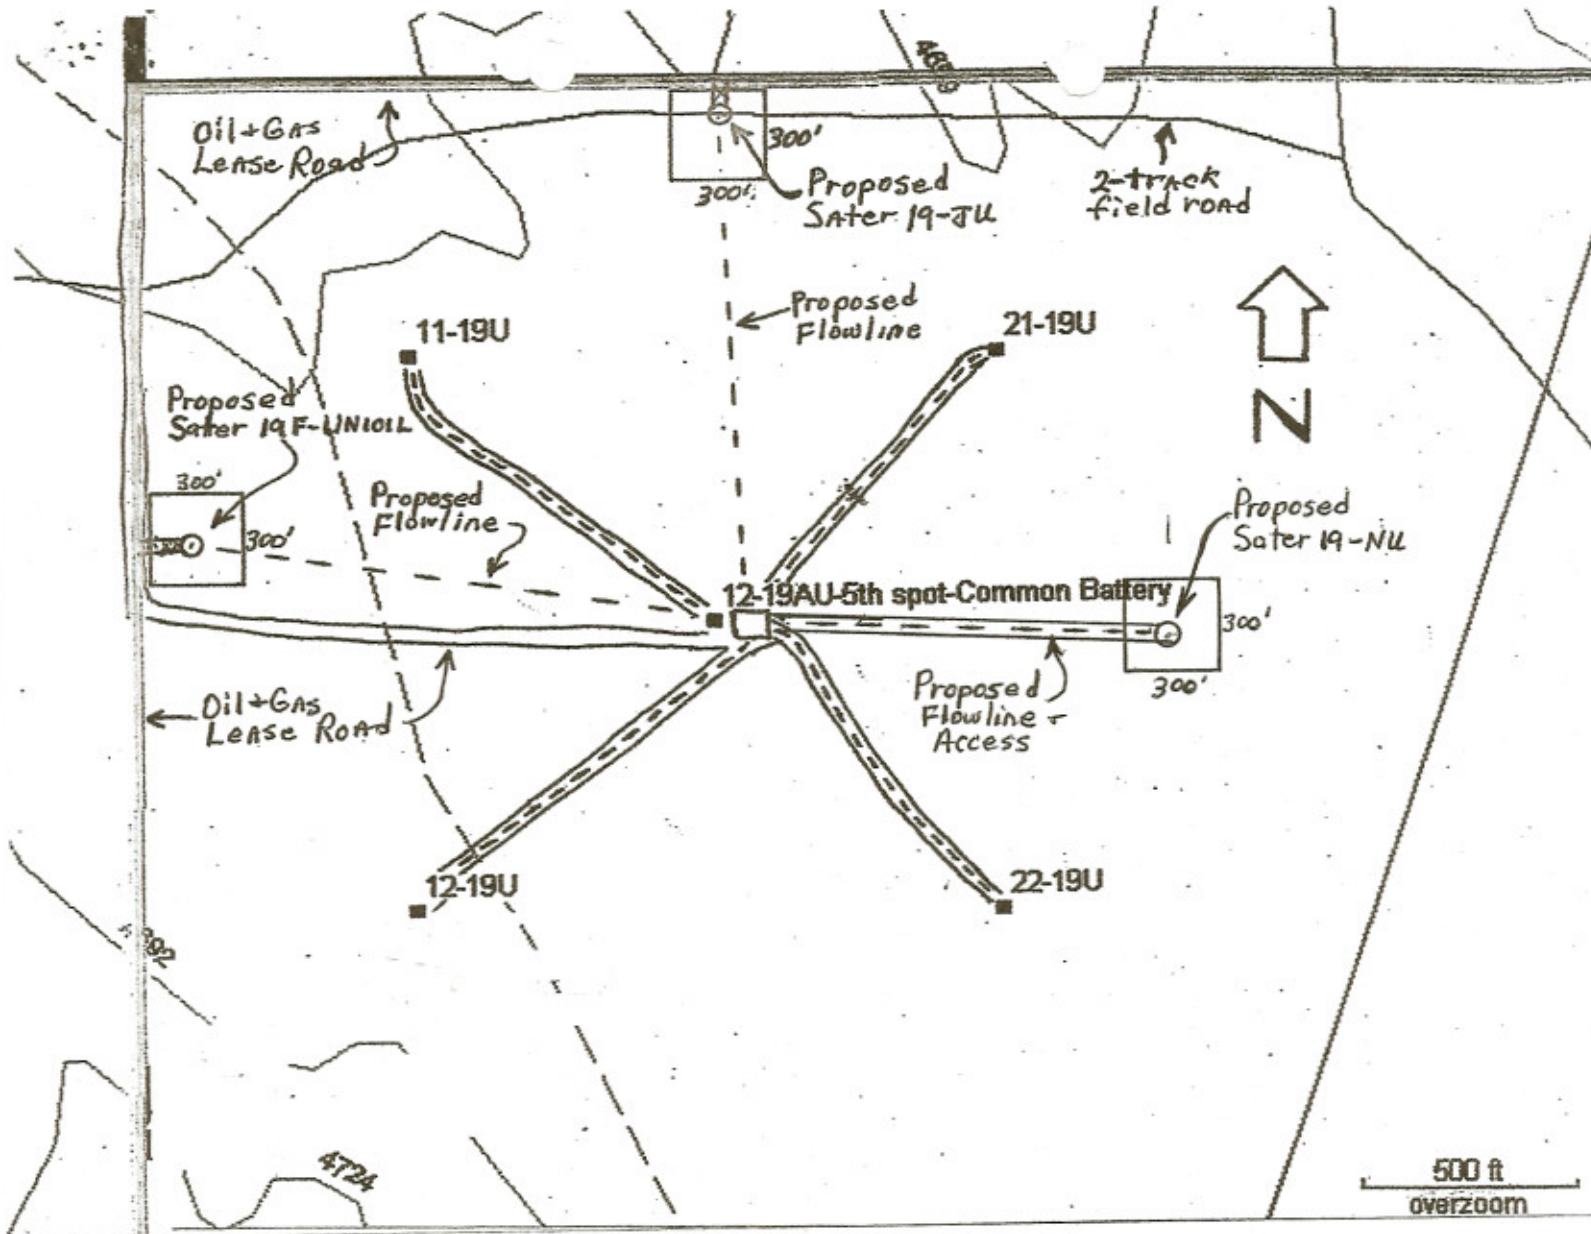 4699
Oil+GAS
LEASE ROAD
300'
300'
Proposed
SATER 19-JU
2-TRACK
field ROAD
Proposed
Flowline
11-19U
21-19U
N
Proposed
Sater 19F-UNIOIL
300'
300'
Proposed
Flowline
Proposed
Sater 19-NU
12-19AU-5th spot-Common Battery
300'
300'
Proposed
Flowline +
Access
Oil+GAS
LEASE ROAD
12-19U
22-19U
4724
500 ft
overzoom